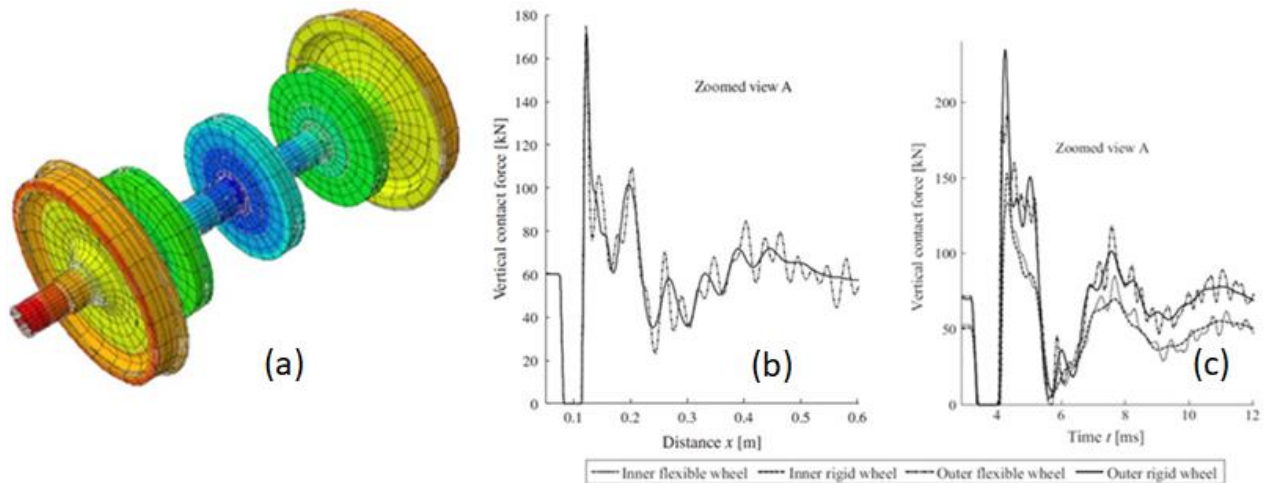 (a)
Vertical contact force [kN]
180
160
140
120
100
80
60
40
20
0
Zoomed view A
(b)
0.1
0.2
0.3
0.4
0.5
0.6
Distance x [m]
Vertical contact force [kN]
200
150
100
50
0
Zoomed view A
(c)
4
6
8
10
12
Time t [ms]
Inner flexible wheel Inner rigid wheel Outer flexible wheel Outer rigid wheel